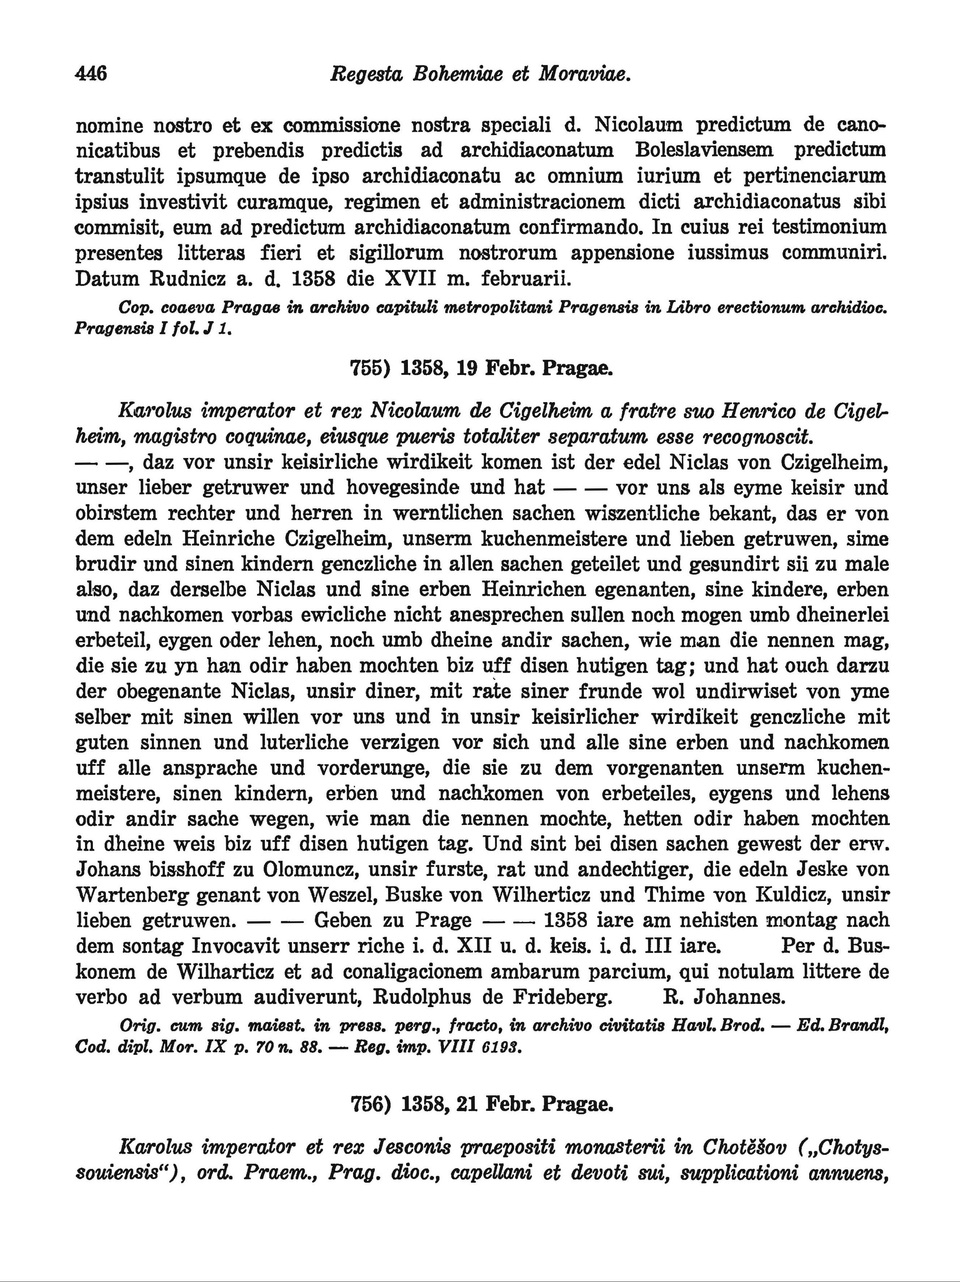 446 Regesta Bohemiae et Moraviae.
nomine nostro et ex commissione nostra speciali d. Nicolaum predictum de cano-
nicatibus et prebendis predictis ad archidiaconatum Boleslaviensem predictum
transtulit ipsumque de ipso archidiaconatu ac omnium iurium et pertinenciarum
ipsius investivit curamque, regimen et administracionem dicti archidiaconatus sibi
commisit, eum ad predictum archidiaconatum confirmando. In cuius rei testimonium
presentes litteras fieri et sigillorum nostrorum appensione iussimus communiri.
Datum Rudnicz a. d. 1358 die XVII m. februarii.
Cop. coaeva Pragae in archivo capituli metropolitani Pragensis in Libro erectionum archidioc.
Pragensis I fol. J 1.
755) 1358, 19 Febr. Pragae.
Karolus imperator et rex Nicolaum de Cigelheim a fratre suo Henrico de Cigel-
heim, magistro coquinae, eiusque pueris totaliter separatum esse recognoscit.
— —, daz vor unsir keisirliche wirdikeit komen ist der edel Niclas von Czigelheim,
unser lieber getruwer und hovegesinde und hat — — vor uns als eyme keisir und
obirstem rechter und herren in werntlichen sachen wiszentliche bekant, das er von
dem edeln Heinriche Czigelheim, unserm kuchenmeistere und lieben getruwen, sime
brudir und sinen kindern genczliche in allen sachen geteilet und gesundirt sii zu male
also, daz derselbe Niclas und sine erben Heinrichen egenanten, sine kindere, erben
und nachkomen vorbas ewicliche nicht anesprechen sullen noch mogen umb dheinerlei
erbeteil, eygen oder lehen, noch umb dheine andir sachen, wie man die nennen mag,
die sie zu yn han odir haben mochten biz uff disen hutigen tag; und hat ouch darzu
der obegenante Niclas, unsir diner, mit rate siner frunde wol undirwiset von yme
selber mit sinen willen vor uns und in unsir keisirlicher wirdikeit genczliche mit
guten sinnen und luterliche verzigen vor sich und alle sine erben und nachkomen
uff alle ansprache und vorderunge, die sie zu dem vorgenanten unserm kuchen-
meistere, sinen kindern, erben und nachkomen von erbeteiles, eygens und lehens
odir andir sache wegen, wie man die nennen mochte, hetten odir haben mochten
in dheine weis biz uff disen hutigen tag. Und sint bei disen sachen gewest der erw.
Johans bisshoff zu Olomuncz, unsir furste, rat und andechtiger, die edeln Jeske von
Wartenberg genant von Weszel, Buske von Wilherticz und Thime von Kuldicz, unsir
lieben getruwen. — — Geben zu Prage — — 1358 iare am nehisten montag nach
dem sontag Invocavit unserr riche i. d. XII u. d. keis. i. d. III iare. Per d. Bus-
konem de Wilharticz et ad conaligacionem ambarum parcium, qui notulam littere de
verbo ad verbum audiverunt, Rudolphus de Frideberg. R. Johannes.
Orig. cum sig. maiest. in press. perg., fracto, in archivo civitatis Havl. Brod. — Ed. Brandl,
Cod. dipl. Mor. IX p. 70 n. 88. — Reg. imp. VIII 6193.
756) 1358, 21 Febr. Pragae.
Karolus imperator et rex Jesconis praepositi monasterii in Chotěšov („Chotys-
souiensis“), ord. Praem., Prag. dioc., capellani et devoti sui, supplicationi annuens,